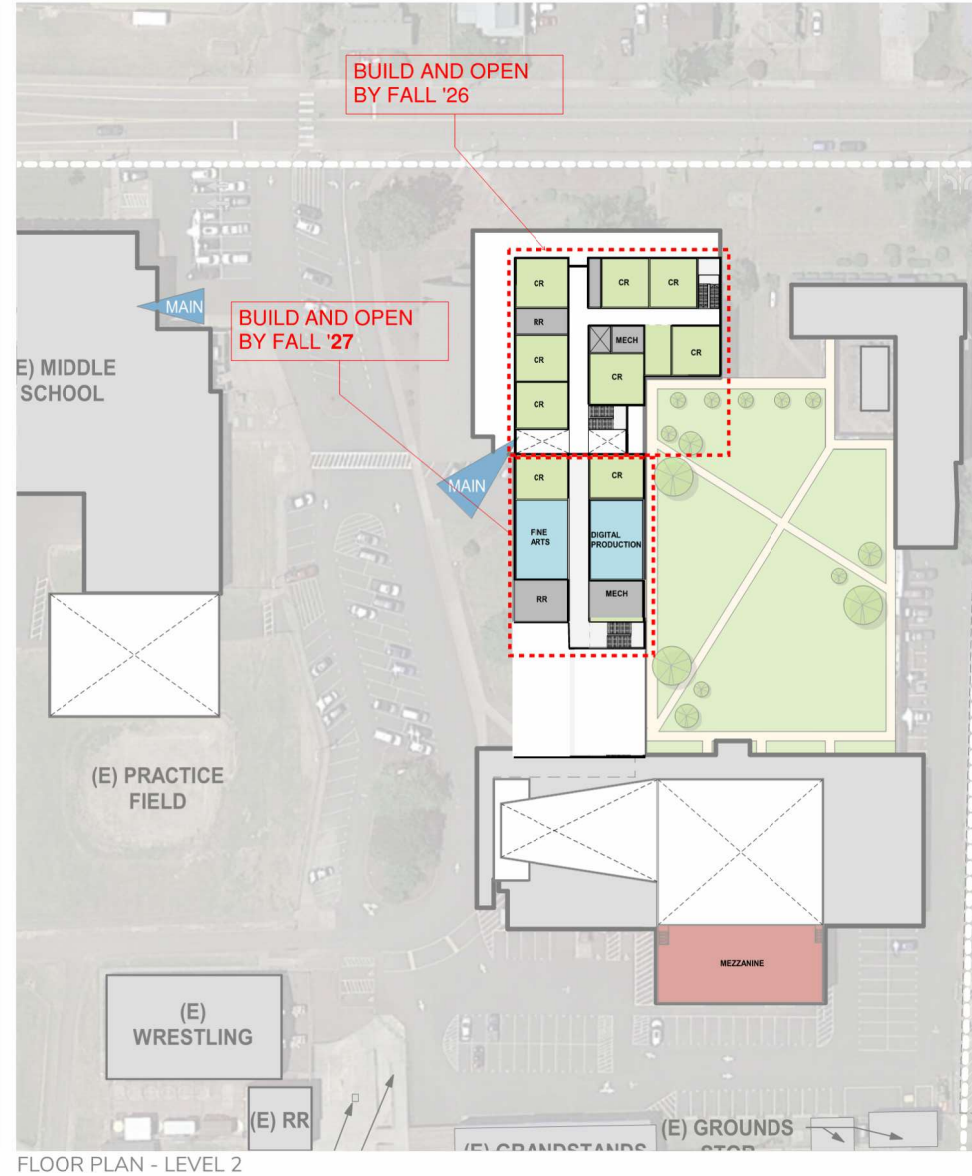 BUILD AND OPEN
BY FALL '26
MAIN
BUILD AND OPEN
BY FALL '27
E) MIDDLE
SCHOOL
CR
CR
CR
RR
MECH
CR
CR
CR
CR
MAIN
CR
CR
FNE
ARTS
DIGITAL
PRODUCTION
RR
MECH
(E) PRACTICE
FIELD
MEZZANINE
(E)
WRESTLING
(E) RR
(E) GRANDSTANDS
(E) GROUNDS
STOR
FLOOR PLAN - LEVEL 2